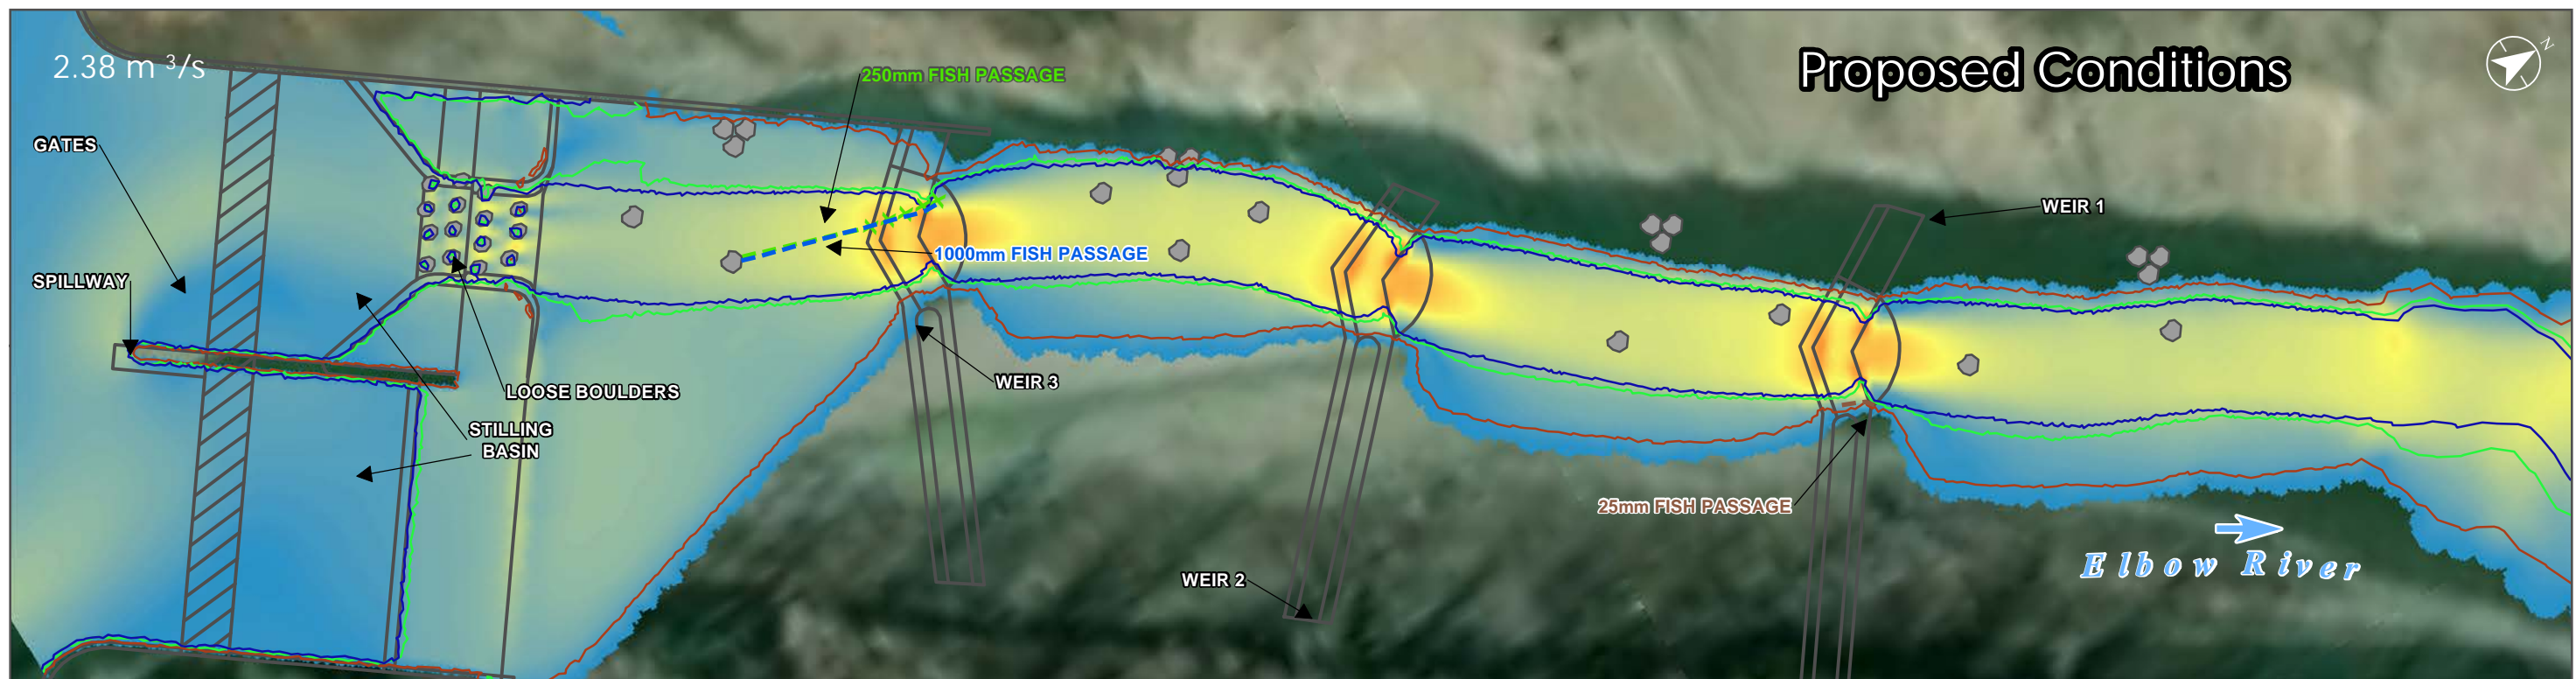 2.38 m ³/s
Proposed Conditions
N
250mm FISH PASSAGE
GATES
WEIR 1
1000mm FISH PASSAGE
SPILLWAY
LOOSE BOULDERS
WEIR 3
STILLING
BASIN
25mm FISH PASSAGE
Elbow River
WEIR 2